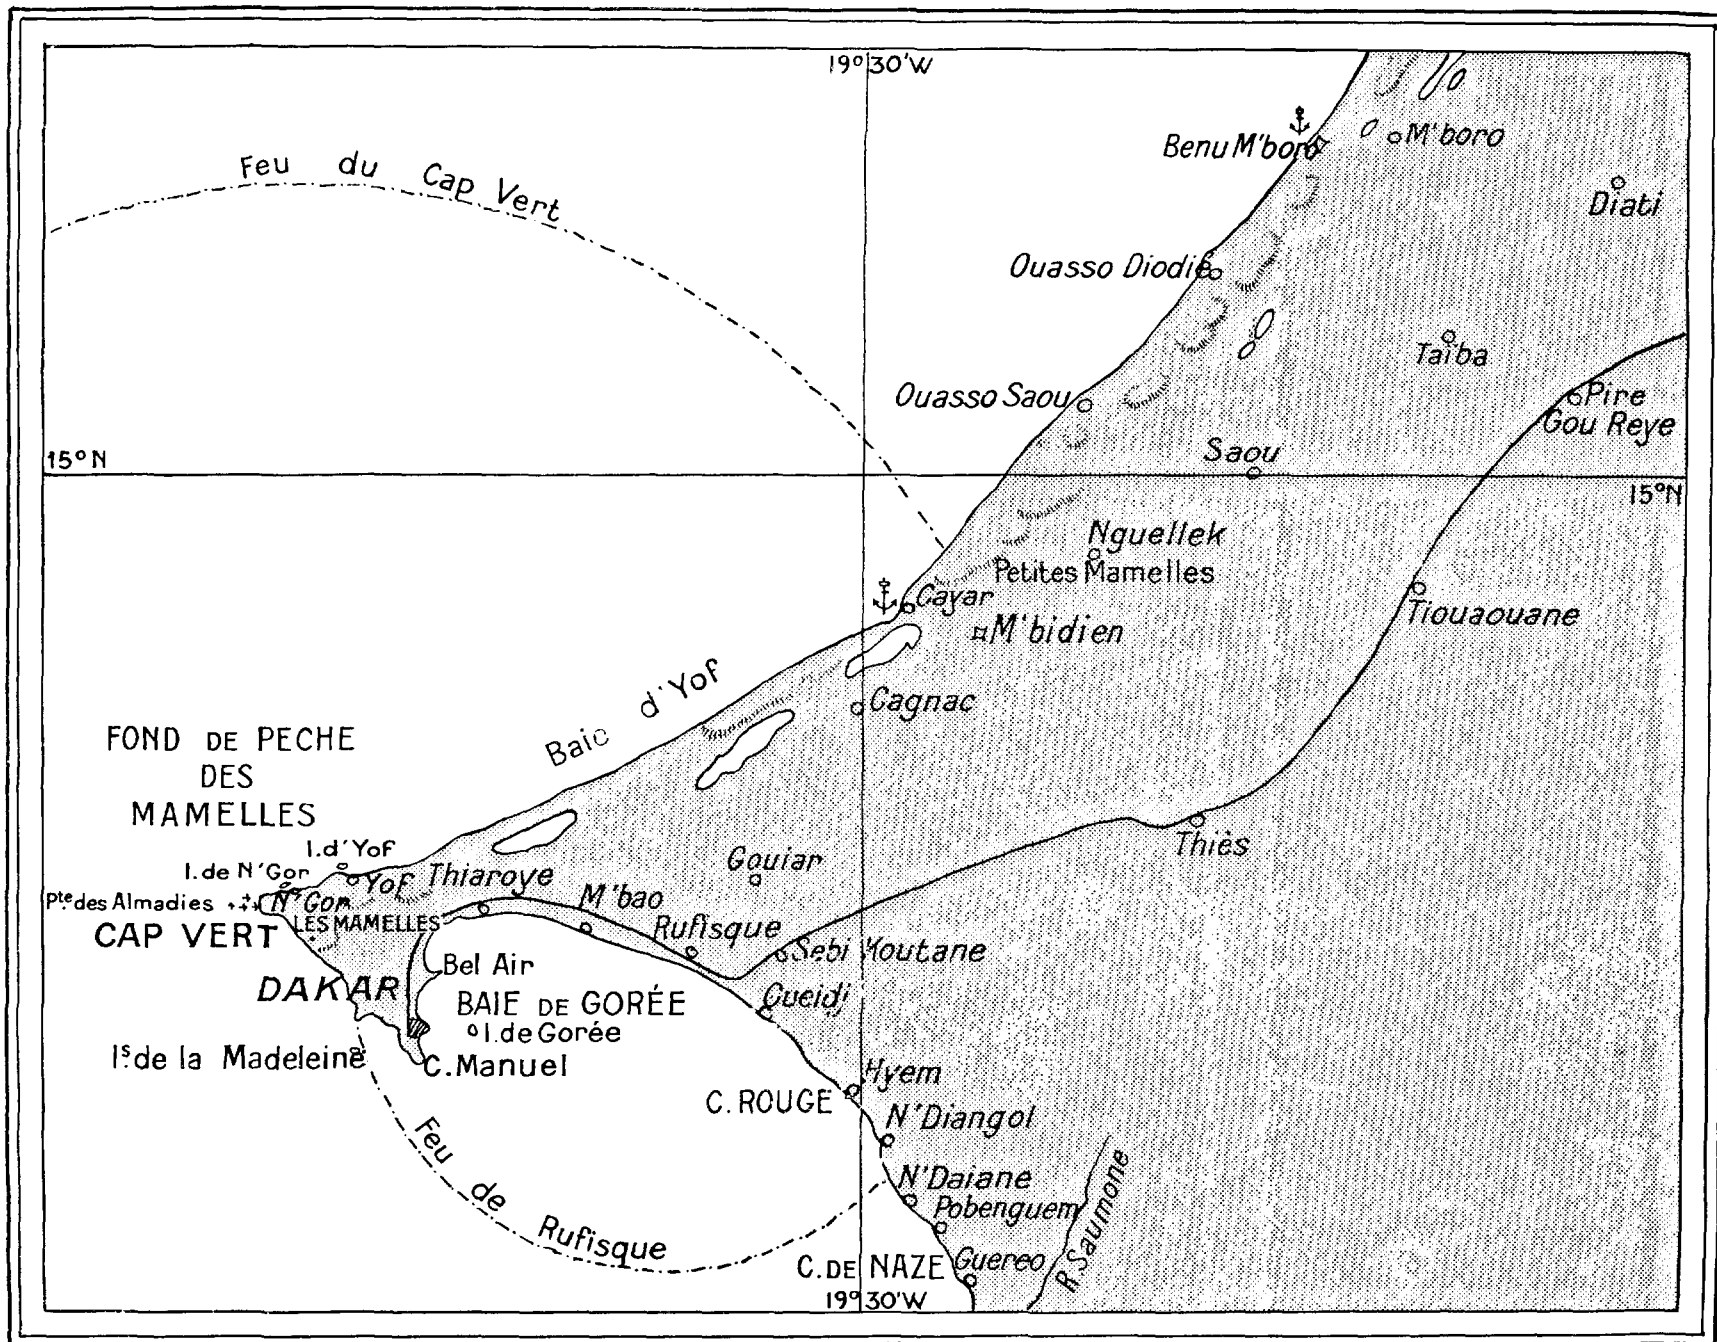 19°30'W
Feu du Cap Vert
Benu M'boro
M'boro
Diati
Ouasso Diodié
Taïba
Ouasso Saou
Pire
Gou Reye
Saou
15°N
15°N
Nguellek
Petites Mamelles
Cayar
Tiouaouane
M'bidien
Baie d'Yof
Cagnac
FOND DE PECHE
DES
MAMELLES
I.d'Yof
I.de N'Gor
Yof
Thiaroye
Gouiar
Thiès
Pte. des Almadies
N'Gor
M'bao
LES MAMELLES
CAP VERT
Rufisque
Sebi Koutane
Bel Air
DAKAR
BAIE DE GORÉE
Gueidj
I.de Gorée
Is. de la Madeleine
C.Manuel
Hyem
C.ROUGE
N'Diangol
Feu de Rufisque
N'Daiane
Pobenguem
R.Saumone
C.DE NAZE
Guereo
19°30'W